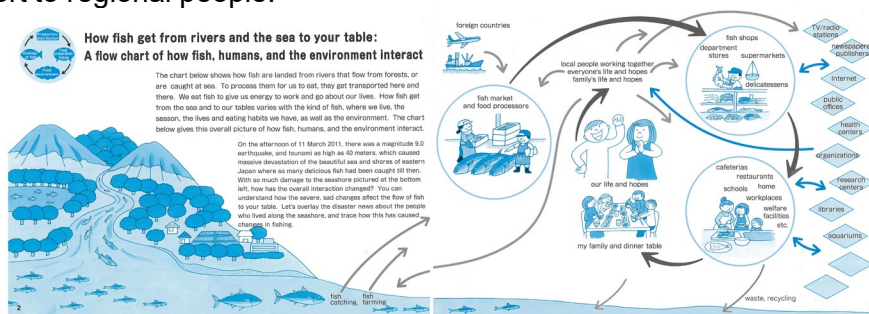 eft to regional people.
How fish get from rivers and the sea to your table:
A flow chart of how fish, humans, and the environment interact
The chart below shows how fish are landed from rivers that flow from forests, or
are caught at sea. To process them for us to eat, they get transported here and
there. We eat fish to give us energy to work and go about our lives. How fish get
from the sea and to our tables varies with the kind of fish, where we live, the
season, the lives and eating habits we have, as well as the environment. The chart
below gives this overall picture of how fish, humans, and the environment interact.
On the afternoon of 11 March 2011, there was a magnitude 9.0
earthquake, and tsunami as high as 40 meters, which caused
massive devastation of the beautiful sea and shores of eastern
Japan where so many delicious fish had been caught till then.
With so much damage to the seashore pictured at the bottom
left, how has the overall interaction changed? You can
understand how the severe, sad changes affect the flow of fish
to your table. Let's overlay the disaster news about the people
who lived along the seashore, and trace how this has caused
changes in fishing.
fish
catching,
fish
farming
2
foreign countries
fish market
and food processors
local people working together
everyone's life and hopes
family's life and hopes
our life and hopes
my family and dinner table
fish shops
department
stores
supermarkets
delicatessens
cafeterias
restaurants
schools
home
workplaces
welfare
facilities
etc.
waste, recycling
TV/radio
stations
newspapers
publishers
Internet
public
offices
health
centers
organizations
research
centers
libraries
aquariums